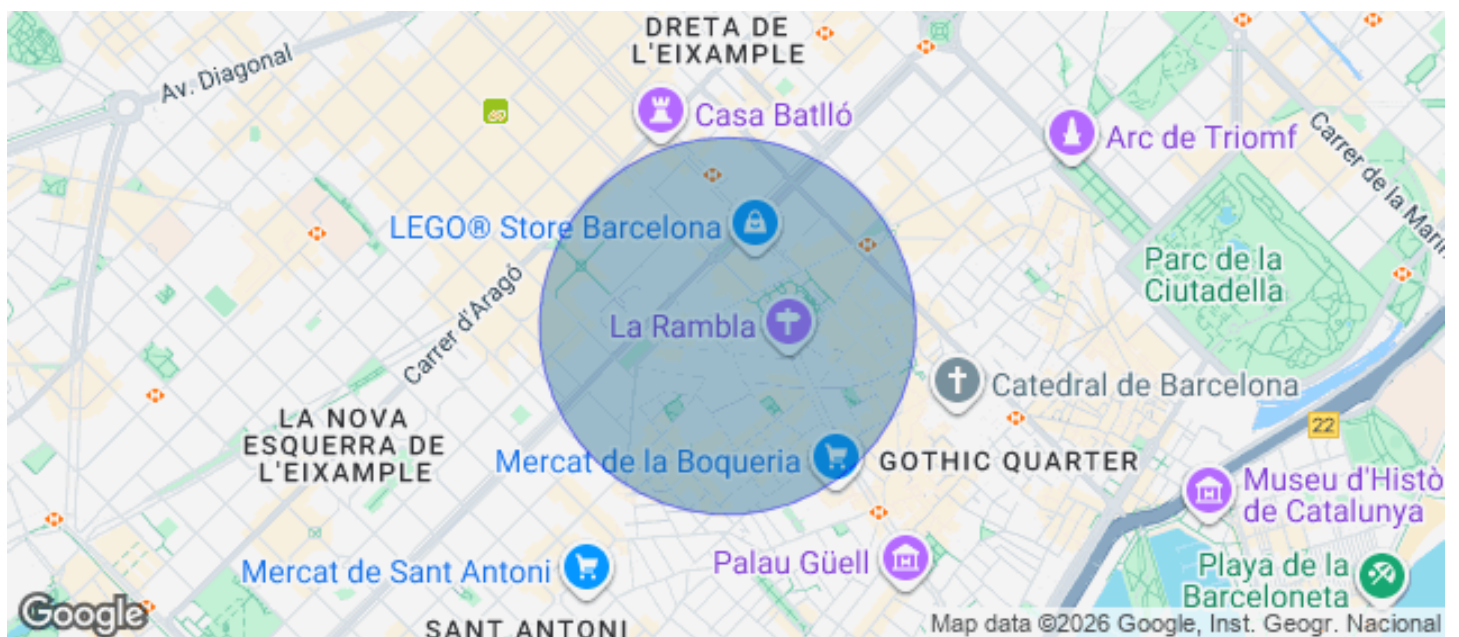 DRETA DE
L'EIXAMPLE
Av. Diagonal
Casa Batlló
Arc de Triomf
Carrer de la Marin
LEGO® Store Barcelona
Parc de la
Ciutadella
Carrer d'Aragó
La Rambla
Catedral de Barcelona
LA NOVA
ESQUERRA DE
L'EIXAMPLE
22
Mercat de la Boqueria
GOTHIC QUARTER
Museu d'Histò
de Catalunya
Mercat de Sant Antoni
Palau Güell
Playa de la
Barceloneta
Google
SANT ANTONI
Map data ©2026 Google, Inst. Geogr. Nacional